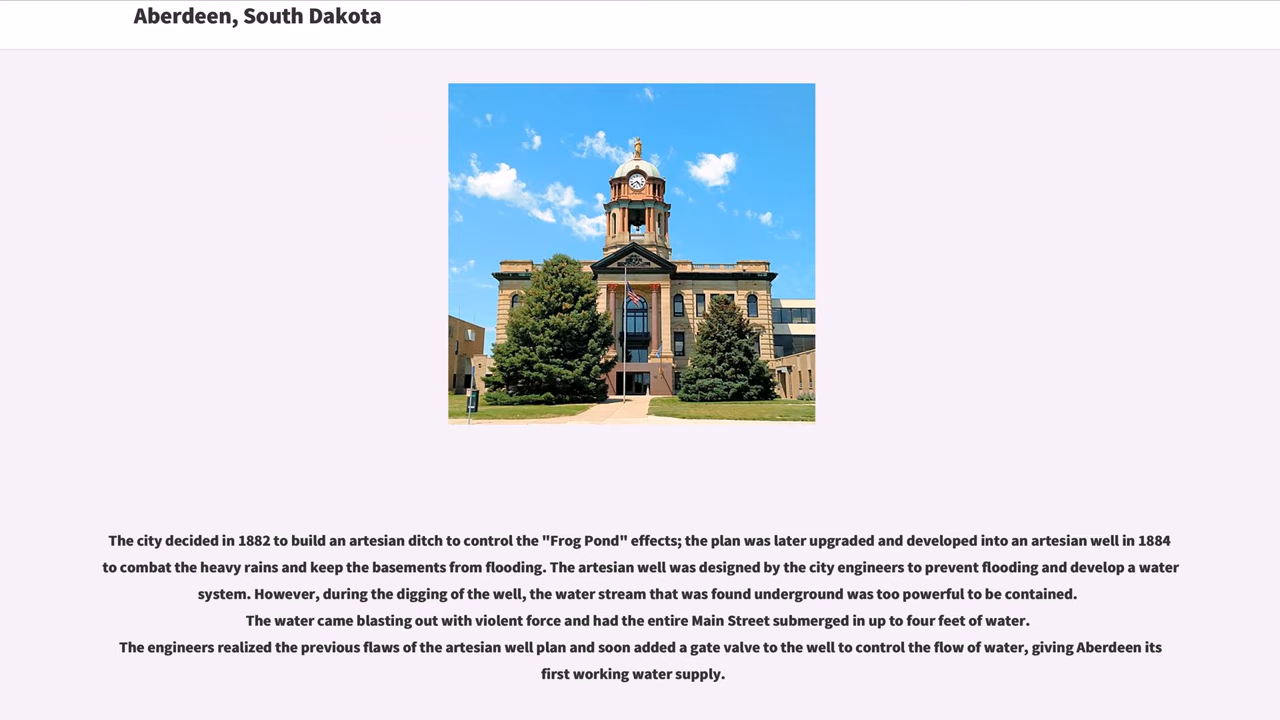 Aberdeen, South Dakota
The city decided in 1882 to build an artesian ditch to control the "Frog Pond" effects; the plan was later upgraded and developed into an artesian well in 1884
to combat the heavy rains and keep the basements from flooding. The artesian well was designed by the city engineers to prevent flooding and develop a water
system. However, during the digging of the well, the water stream that was found underground was too powerful to be contained.
The water came blasting out with violent force and had the entire Main Street submerged in up to four feet of water.
The engineers realized the previous flaws of the artesian well plan and soon added a gate valve to the well to control the flow of water, giving Aberdeen its
first working water supply.